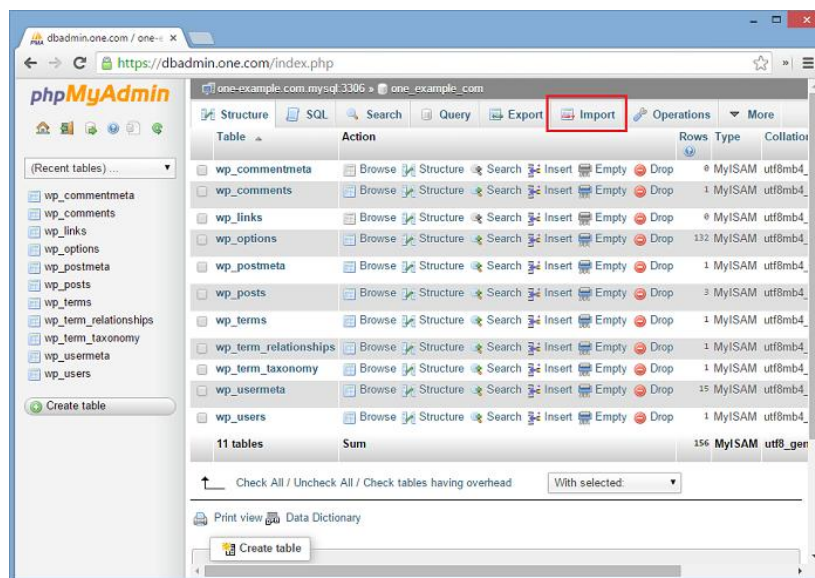 dbadmin.one.com / one-e
https://dbadmin.one.com/index.php
phpMyAdmin
(Recent tables) ...
wp_commentmeta
wp_comments
wp_links
wp_options
wp_postmeta
wp_posts
wp_terms
wp_term_relationships
wp_term_taxonomy
wp_usermeta
wp_users
Create table
one-example.com.mysql:3306 » one_example_com
Structure SQL Search Query Export Import Operations More
Table Action Rows Type Collation
wp_commentmeta Browse Structure Search Insert Empty Drop 0 MyISAM utf8mb4_
wp_comments Browse Structure Search Insert Empty Drop 1 MyISAM utf8mb4_
wp_links Browse Structure Search Insert Empty Drop 0 MyISAM utf8mb4_
wp_options Browse Structure Search Insert Empty Drop 132 MyISAM utf8mb4_
wp_postmeta Browse Structure Search Insert Empty Drop 1 MyISAM utf8mb4_
wp_posts Browse Structure Search Insert Empty Drop 3 MyISAM utf8mb4_
wp_terms Browse Structure Search Insert Empty Drop 1 MyISAM utf8mb4_
wp_term_relationships Browse Structure Search Insert Empty Drop 1 MyISAM utf8mb4_
wp_term_taxonomy Browse Structure Search Insert Empty Drop 1 MyISAM utf8mb4_
wp_usermeta Browse Structure Search Insert Empty Drop 15 MyISAM utf8mb4_
wp_users Browse Structure Search Insert Empty Drop 1 MyISAM utf8mb4_
11 tables Sum 156 MyISAM utf8_gen
Check All / Uncheck All / Check tables having overhead With selected:
Print view Data Dictionary
Create table